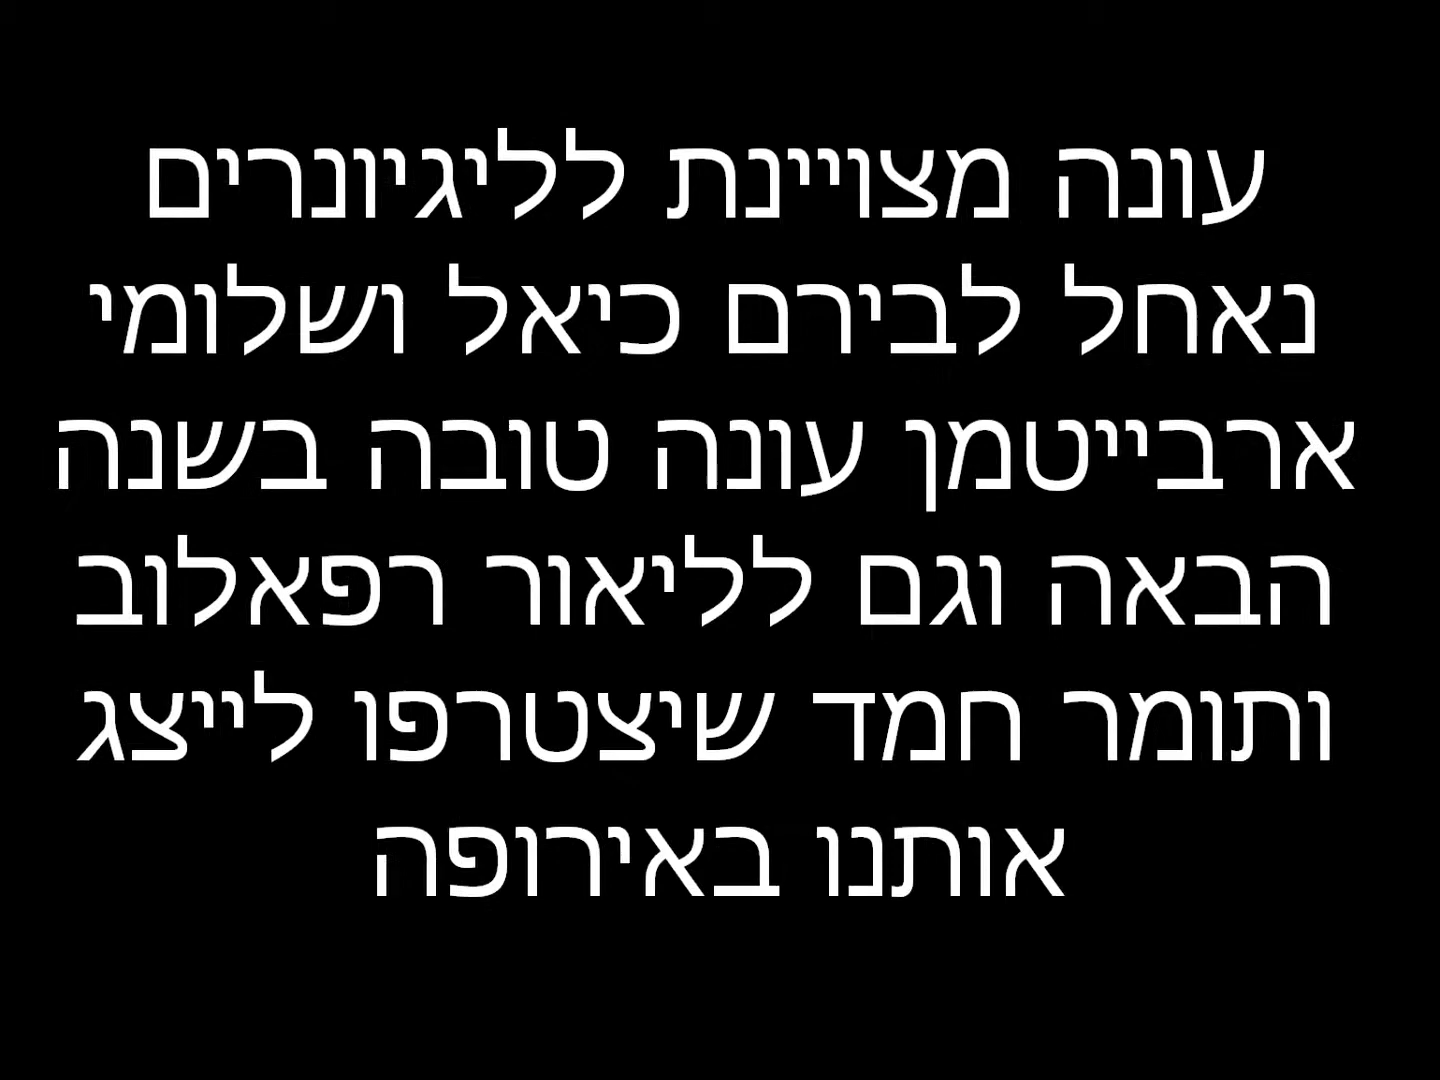 עונה מצויינת לליגיונרים
נאחל לבירם כיאל ושלומי
ארבייטמן עונה טובה בשנה
הבאה וגם לליאור רפאלוב
ותומר חמד שיצטרפו לייצג
אותנו באירופה